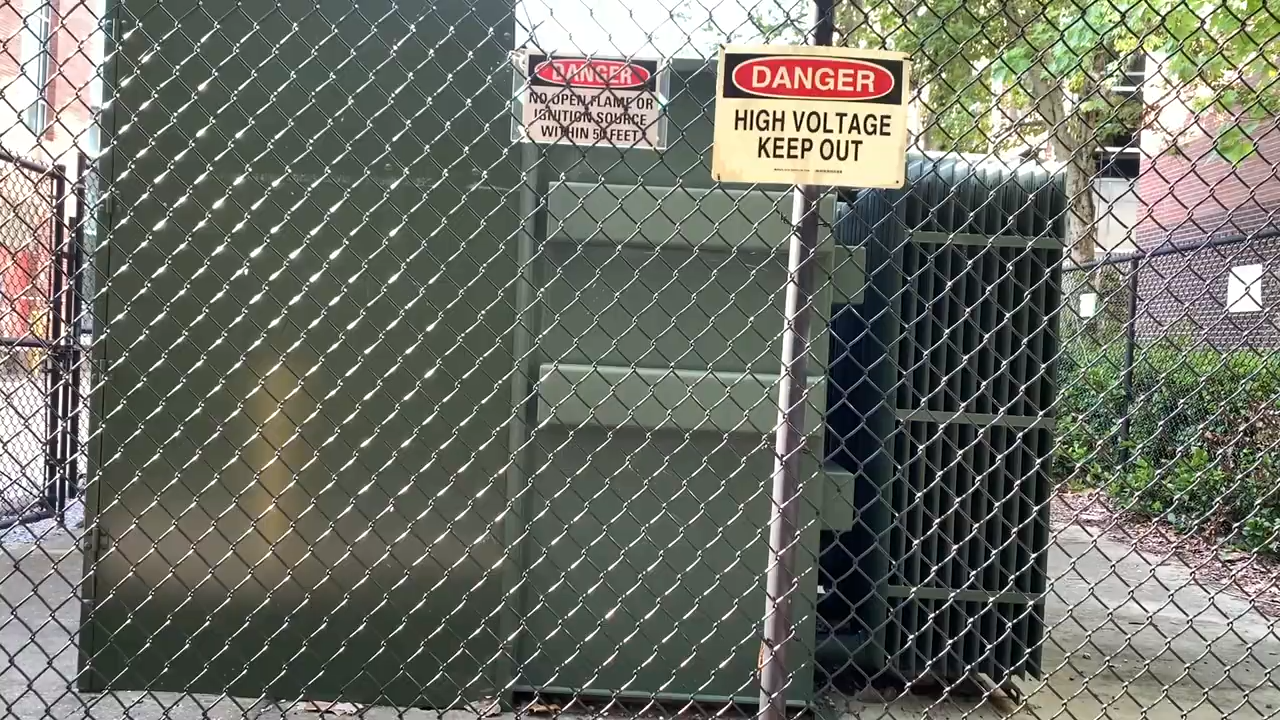 DANGER
NO OPEN FLAME OR
IGNITION SOURCE
WITHIN 50 FEET
DANGER
HIGH VOLTAGE
KEEP OUT